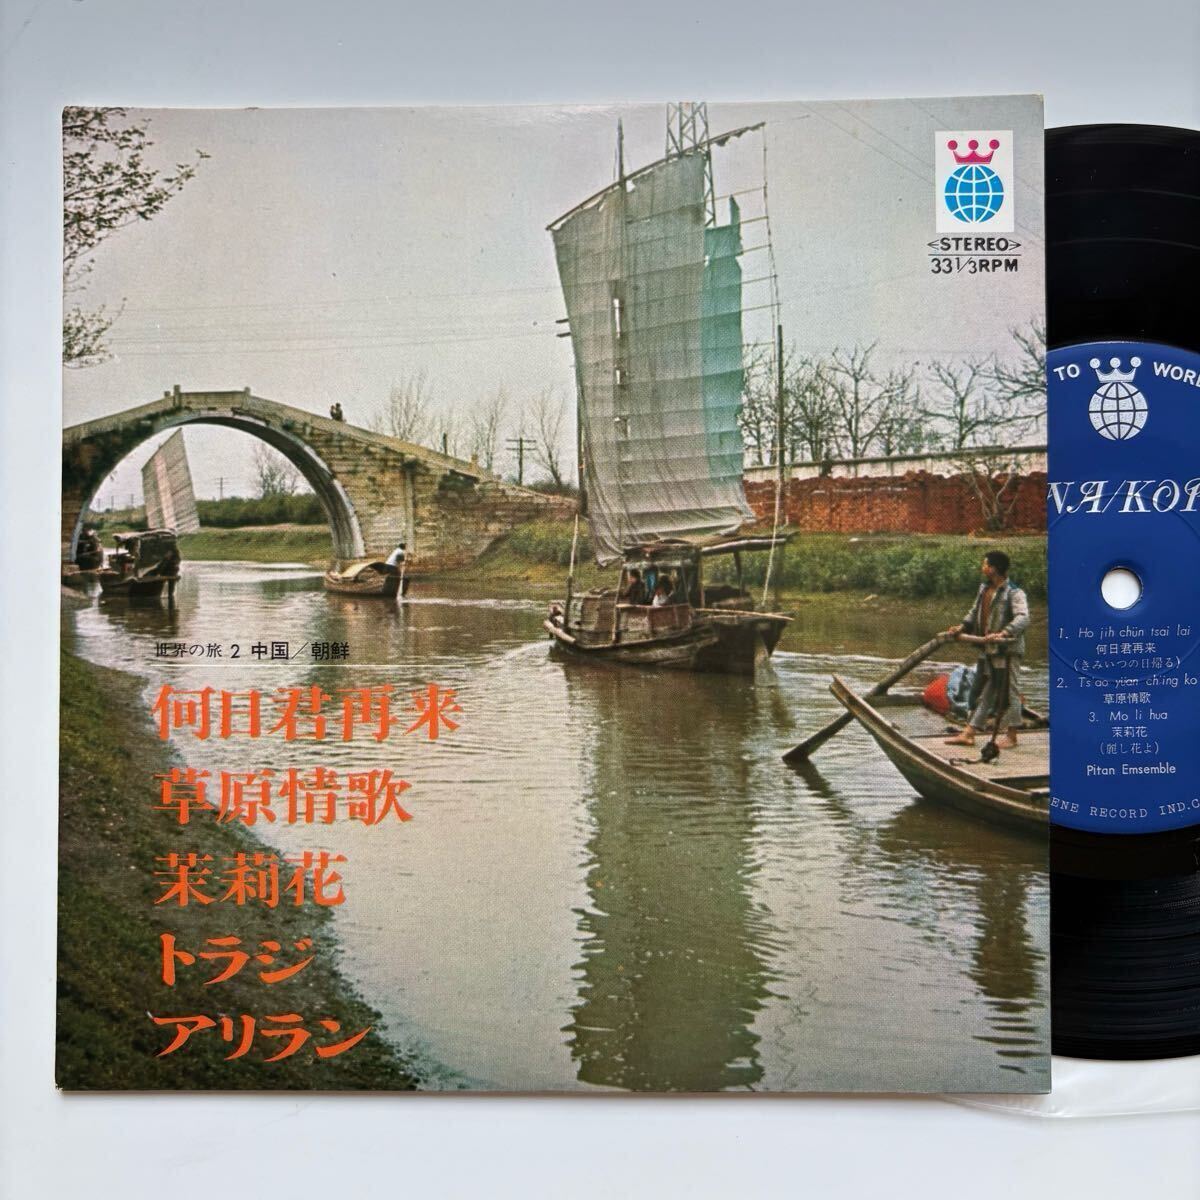 <STEREO>
33 1/3 RPM
世界の旅 2 中国/朝鮮
何日君再来
草原情歌
茉莉花
トラジ
アリラン
TO WORL
NA/KOR
1. Ho jih chün tsai lai
何日君再来
(きみいつの日帰る)
2. Ts'ao yüan ch'ing ko
草原情歌
3. Mo li hua
茉莉花
(麗し花よ)
Pitan Emsemble
ENE RECORD IND.C